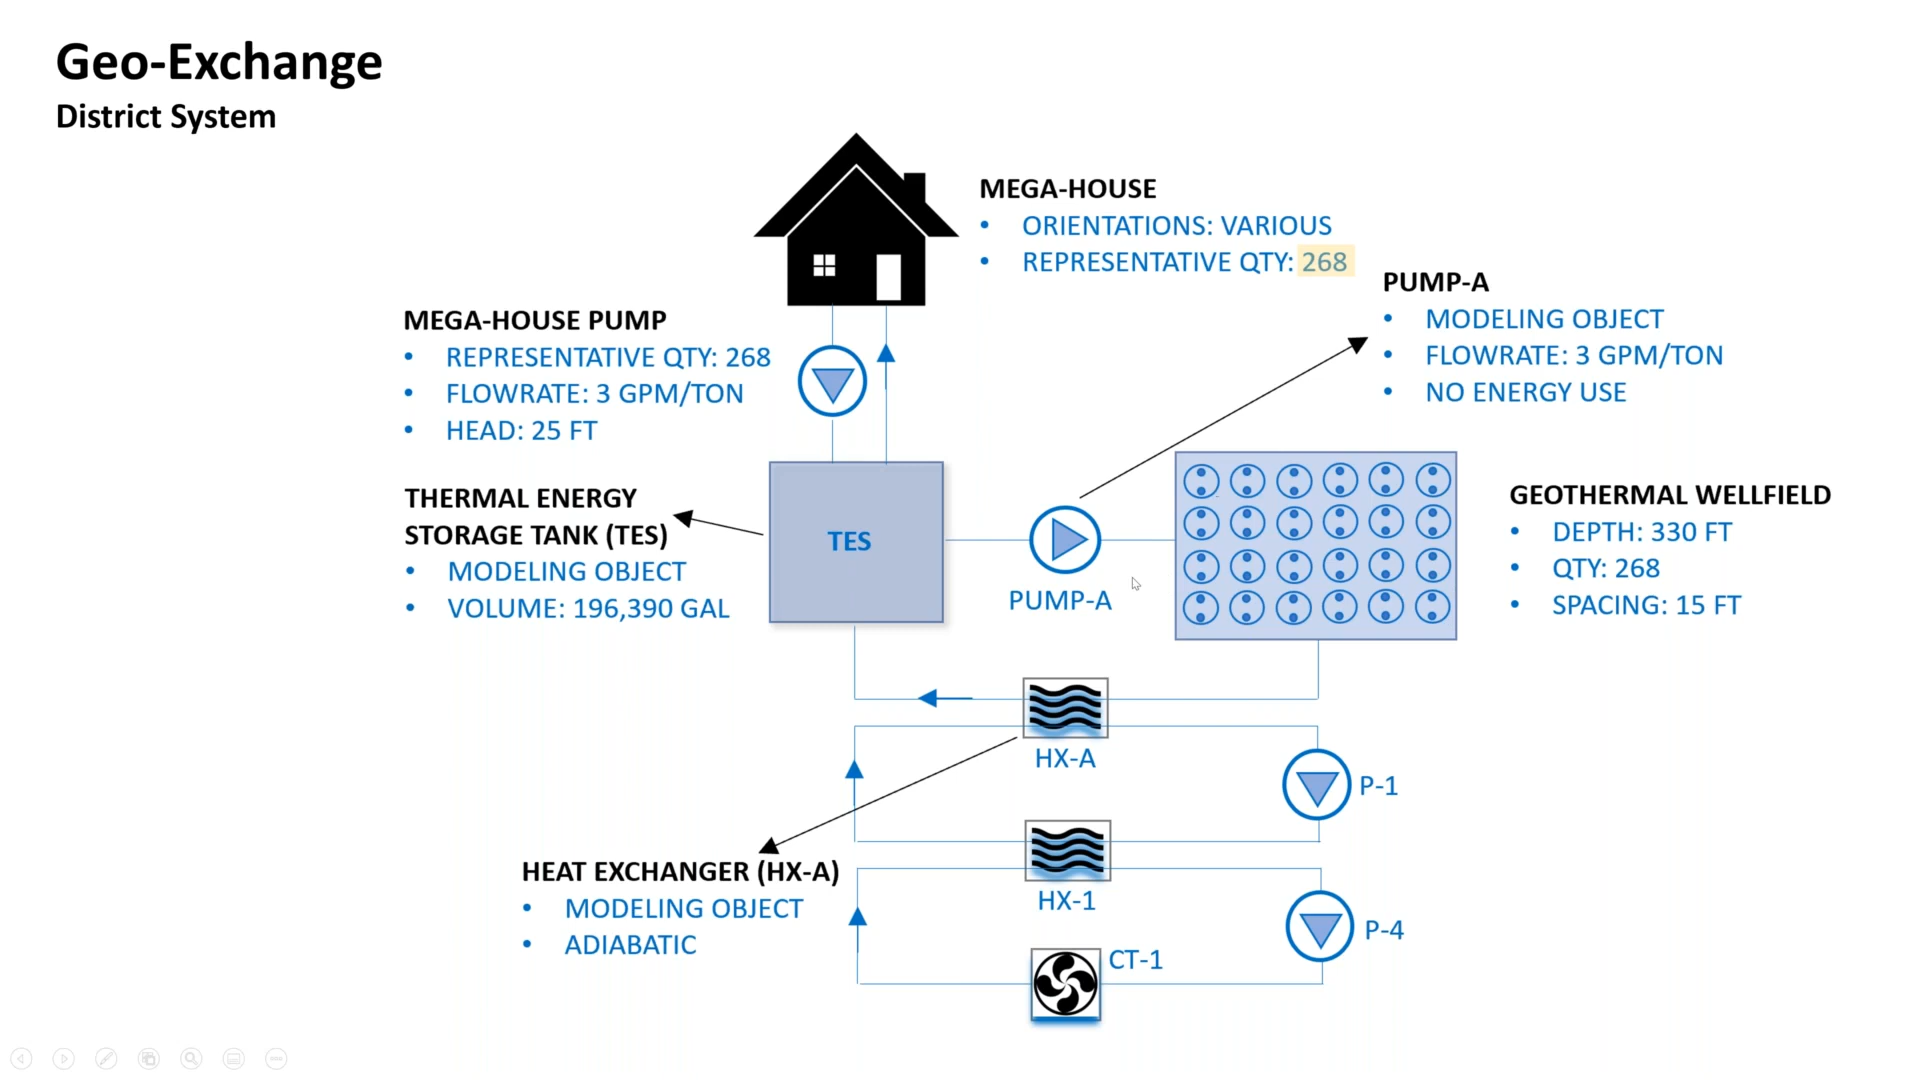 Geo-Exchange
District System
MEGA-HOUSE
• ORIENTATIONS: VARIOUS
• REPRESENTATIVE QTY: 268
PUMP-A
• MODELING OBJECT
• FLOWRATE: 3 GPM/TON
• NO ENERGY USE
MEGA-HOUSE PUMP
• REPRESENTATIVE QTY: 268
• FLOWRATE: 3 GPM/TON
• HEAD: 25 FT
THERMAL ENERGY
STORAGE TANK (TES)
• MODELING OBJECT
• VOLUME: 196,390 GAL
TES
PUMP-A
GEOTHERMAL WELLFIELD
• DEPTH: 330 FT
• QTY: 268
• SPACING: 15 FT
HX-A
P-1
HEAT EXCHANGER (HX-A)
• MODELING OBJECT
• ADIABATIC
HX-1
P-4
CT-1